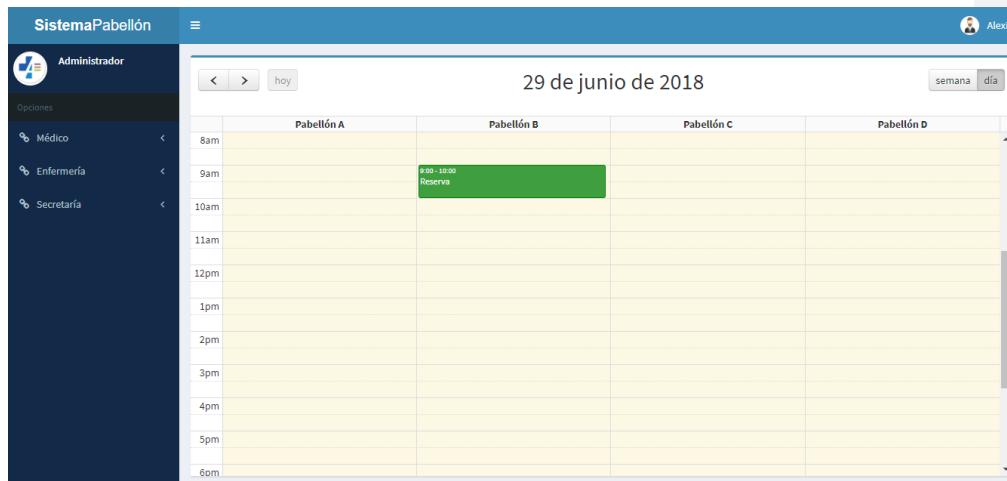 SistemaPabellón
Alexi
Administrador
Opciones
Médico
Enfermería
Secretaría
hoy
29 de junio de 2018
semana día
Pabellón A Pabellón B Pabellón C Pabellón D
8am
9am
9:00 - 10:00
Reserva
10am
11am
12pm
1pm
2pm
3pm
4pm
5pm
6pm